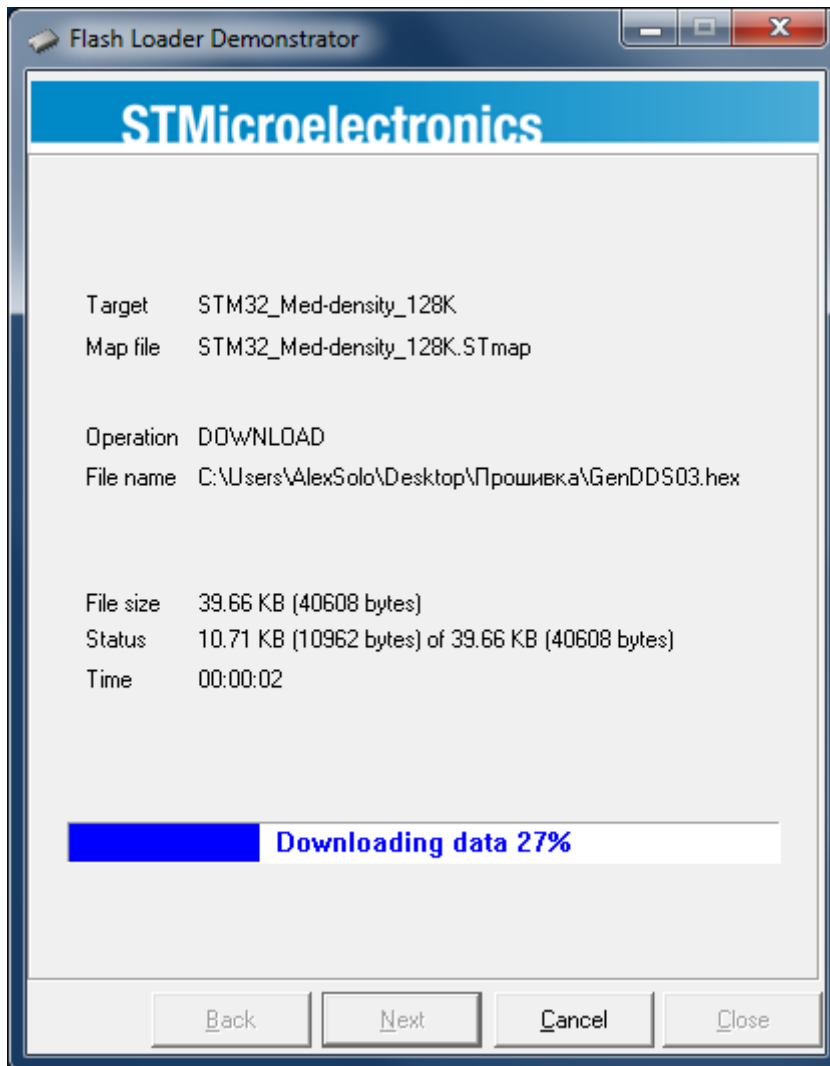 Flash Loader Demonstrator
STMicroelectronics
Target STM32_Med-density_128K
Map file STM32_Med-density_128K.STmap
Operation DOWNLOAD
File name C:\Users\AlexSolo\Desktop\Прошивка\GenDDS03.hex
File size 39.66 KB (40608 bytes)
Status 10.71 KB (10962 bytes) of 39.66 KB (40608 bytes)
Time 00:00:02
Downloading data 27%
Back Next Cancel Close